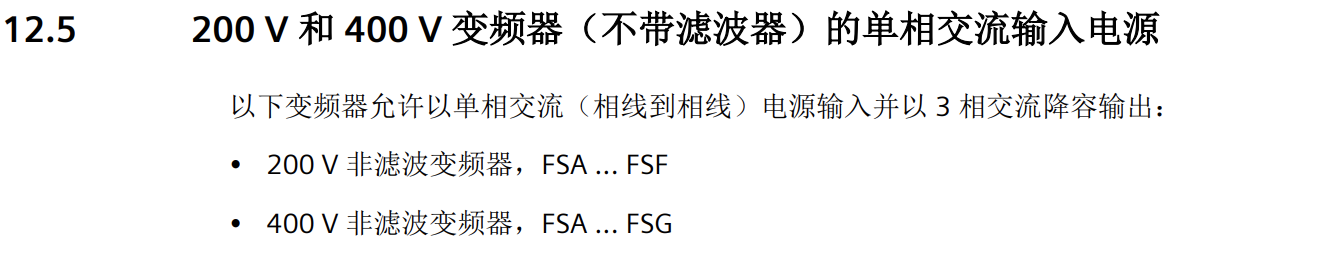 12.5 200 V 和 400 V 变频器（不带滤波器）的单相交流输入电源
以下变频器允许以单相交流（相线到相线）电源输入并以 3 相交流降容输出：
• 200 V 非滤波变频器，FSA ... FSF
• 400 V 非滤波变频器，FSA ... FSG